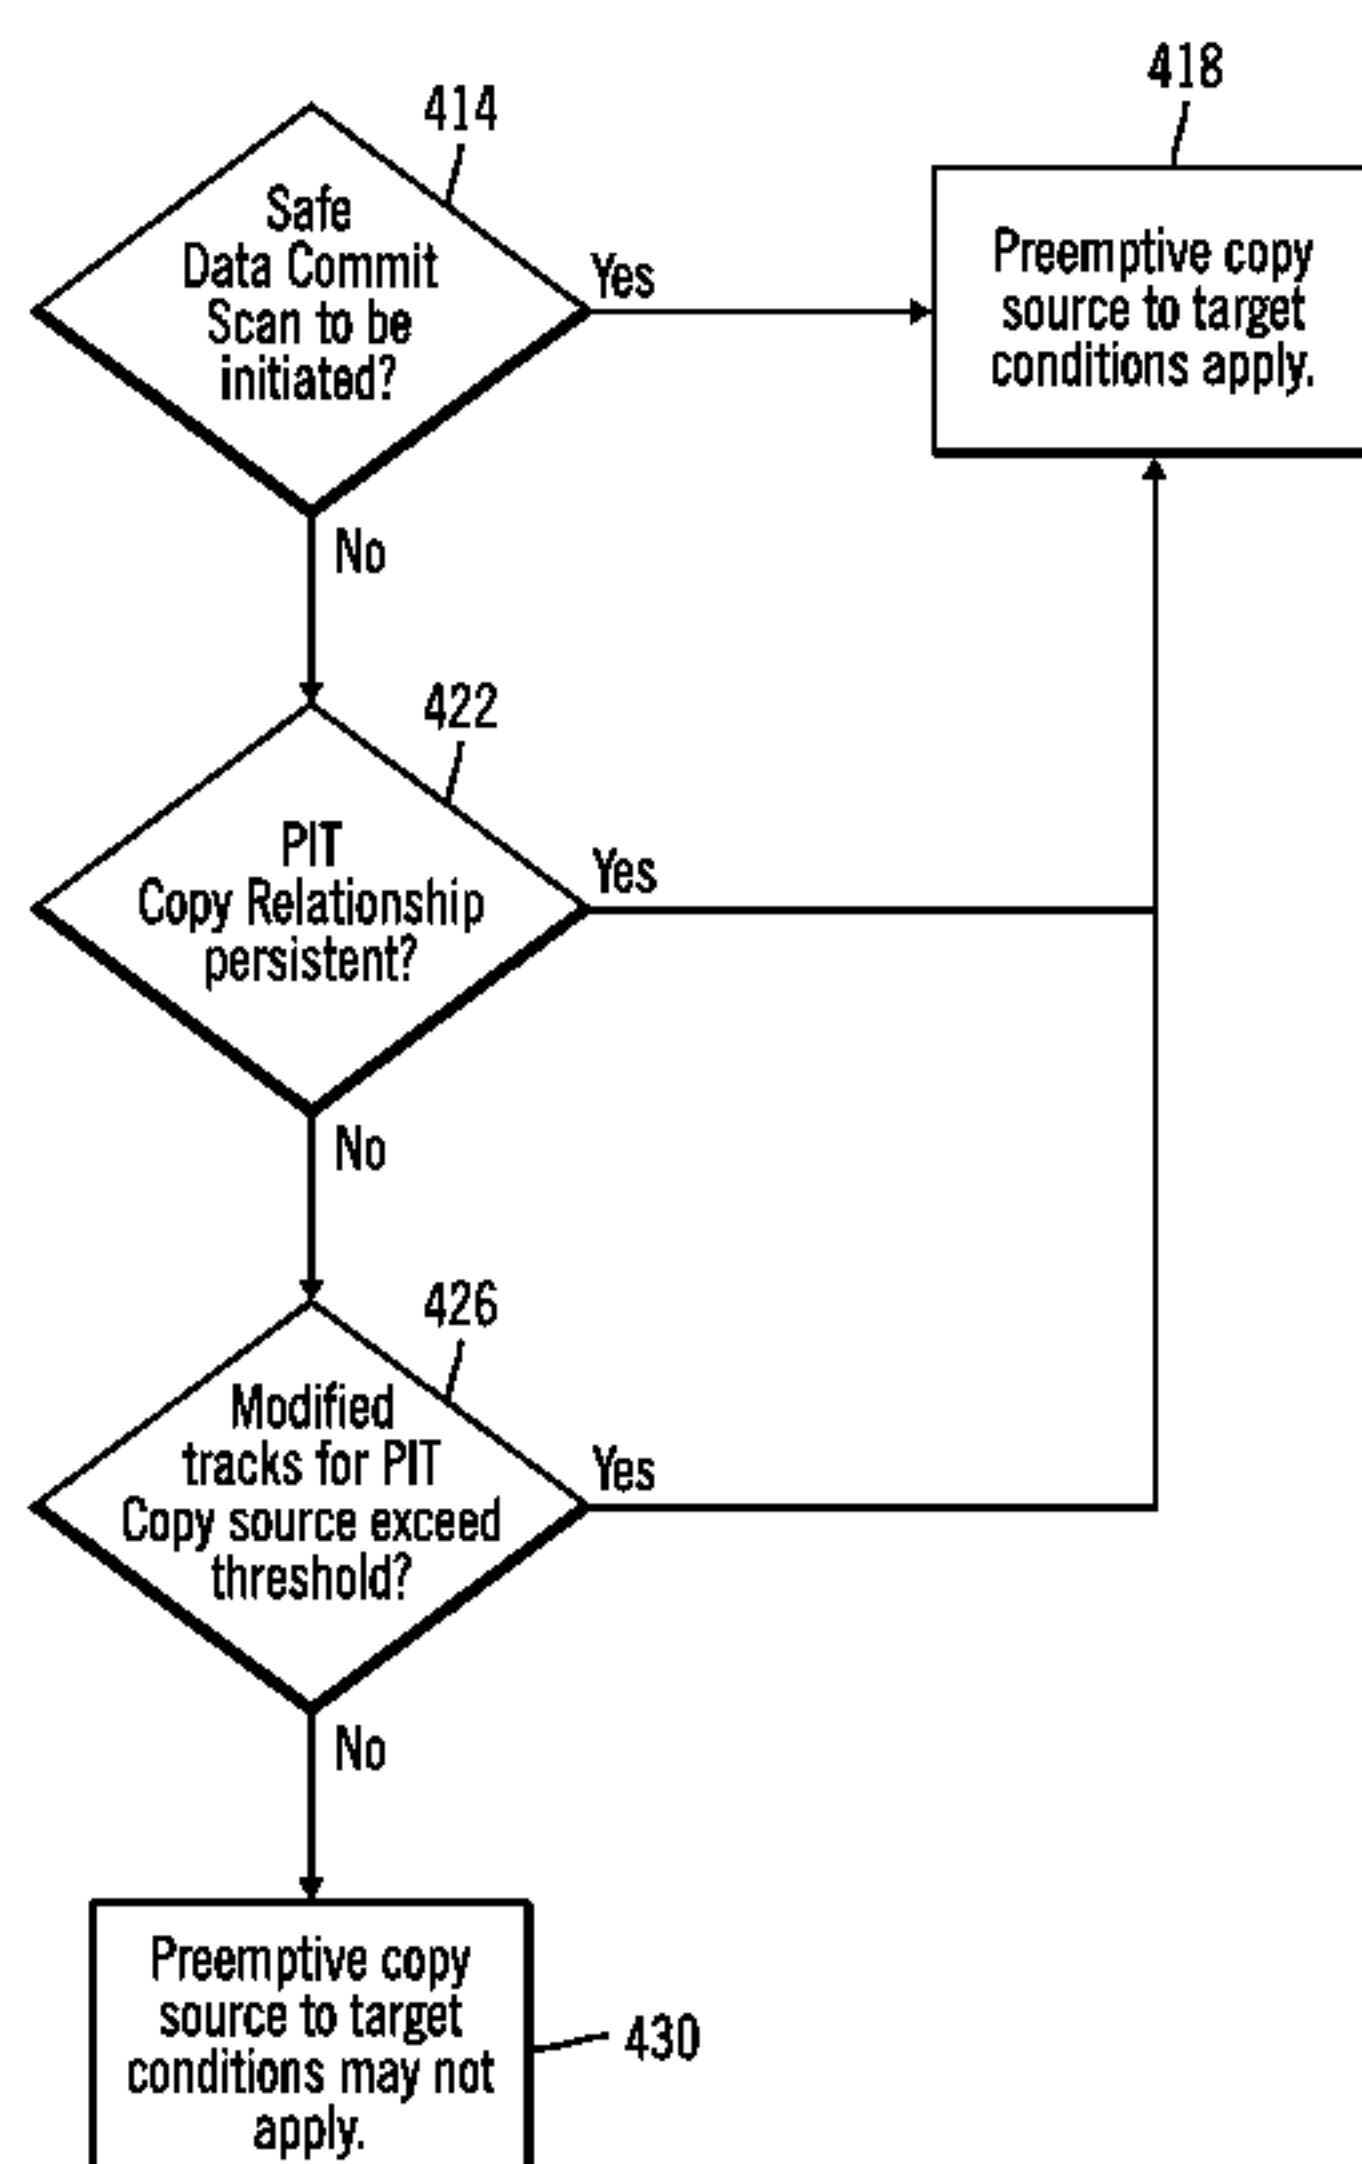 418
414
Safe
Data Commit
Scan to be
initiated?
Yes
Preemptive copy
source to target
conditions apply.
No
422
PIT
Copy Relationship
persistent?
Yes
No
426
Modified
tracks for PIT
Copy source exceed
threshold?
Yes
No
Preemptive copy
source to target
conditions may not
apply.
430